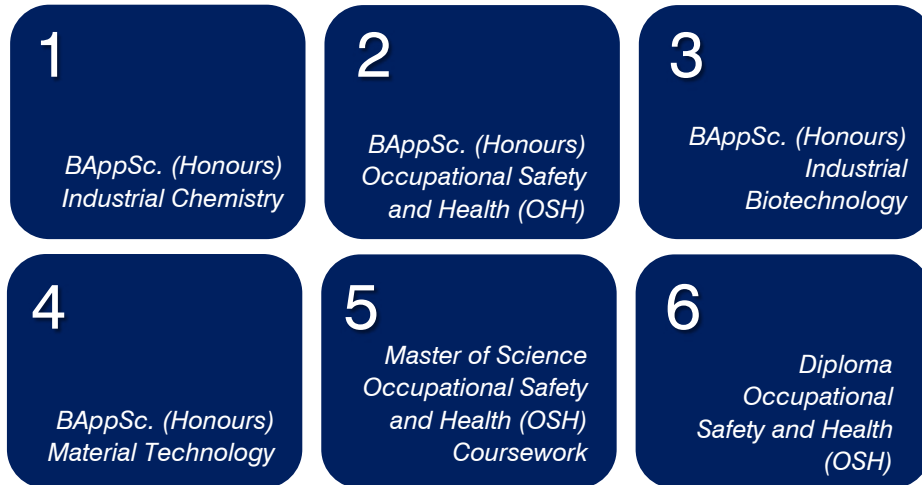 1
BAppSc. (Honours)
Industrial Chemistry
2
BAppSc. (Honours)
Occupational Safety
and Health (OSH)
3
BAppSc. (Honours)
Industrial
Biotechnology
4
BAppSc. (Honours)
Material Technology
5
Master of Science
Occupational Safety
and Health (OSH)
Coursework
6
Diploma
Occupational
Safety and Health
(OSH)